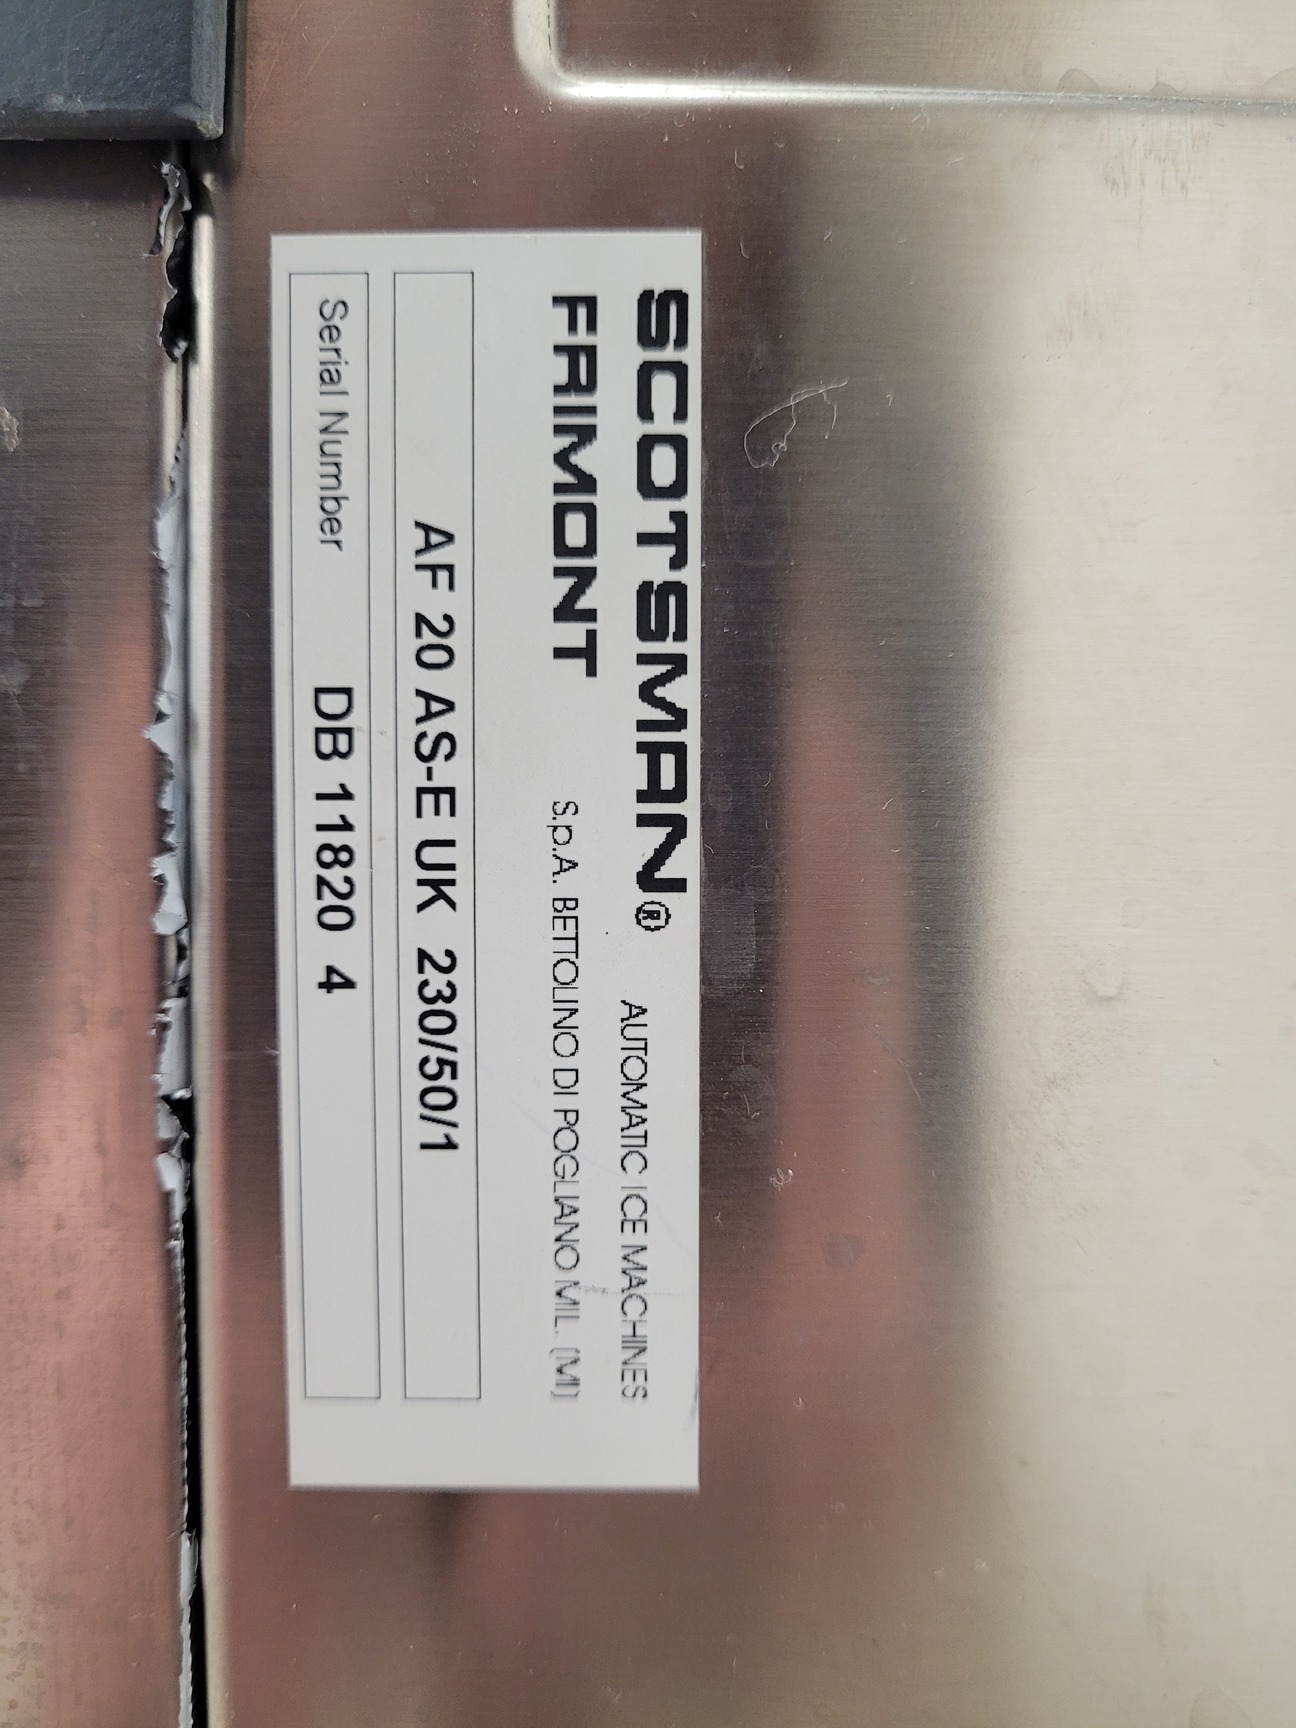 SCOTSMAN® AUTOMATIC ICE MACHINES
FRIMONT S.p.A. BETTOLINO DI POGLIANO MIL. (MI)
AF 20 AS-E UK 230/50/1
Serial Number DB 11820 4